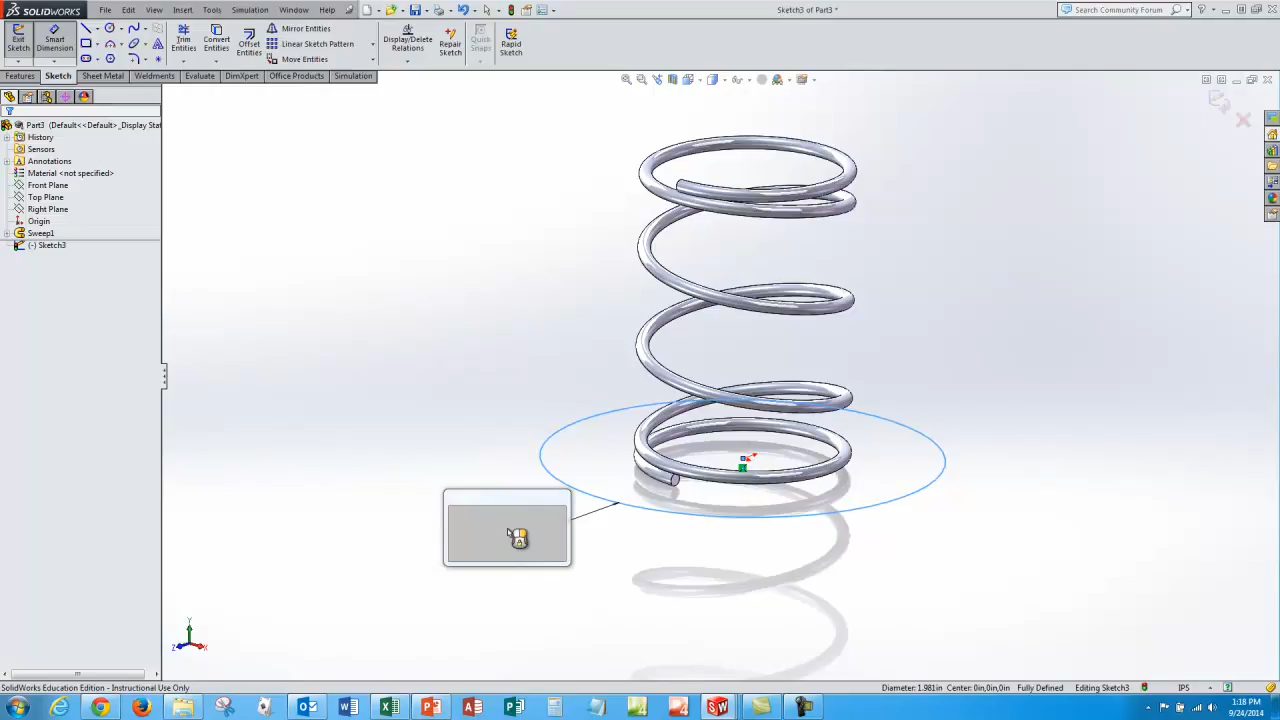 SOLIDWORKS File Edit View Insert Tools Simulation Window Help Sketch3 of Part3 * Search Community Forum
Exit Sketch
Smart Dimension
Trim Entities
Convert Entities
Offset Entities
Mirror Entities
Linear Sketch Pattern
Move Entities
Display/Delete Relations
Repair Sketch
Quick Snaps
Rapid Sketch
Features Sketch Sheet Metal Weldments Evaluate DimXpert Office Products Simulation
Part3 (Default<<Default>_Display Stat
History
Sensors
Annotations
Material <not specified>
Front Plane
Top Plane
Right Plane
Origin
Sweep1
(-) Sketch3
Y
Z X
SolidWorks Education Edition - Instructional Use Only Diameter: 1.981in Center: 0in,0in,0in Fully Defined Editing Sketch3 IPS
1:18 PM
9/24/2014